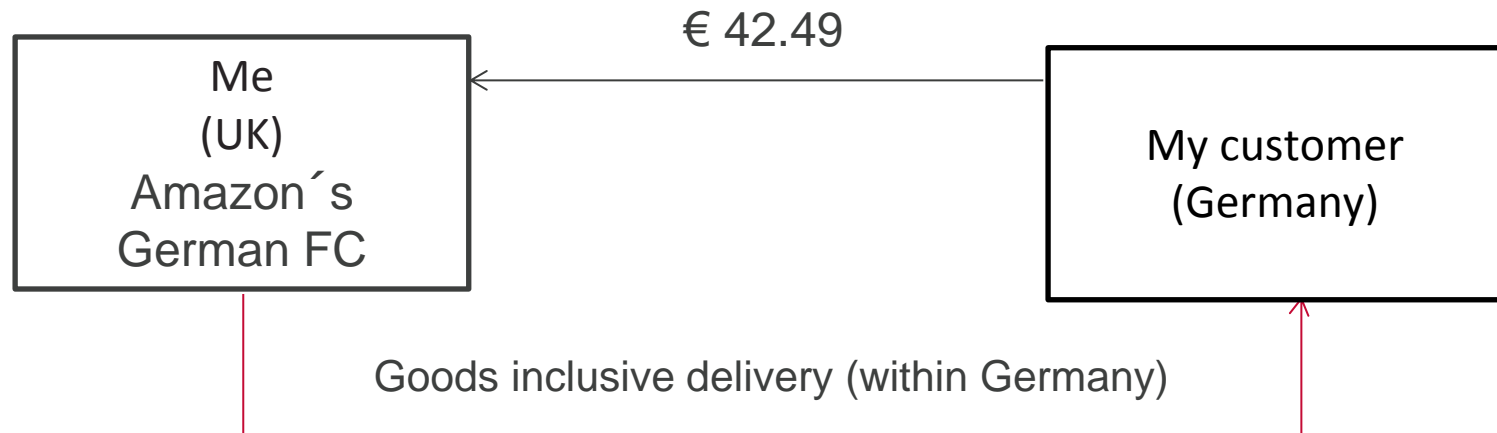 € 42.49
Me
(UK)
Amazon´s
German FC
My customer
(Germany)
Goods inclusive delivery (within Germany)